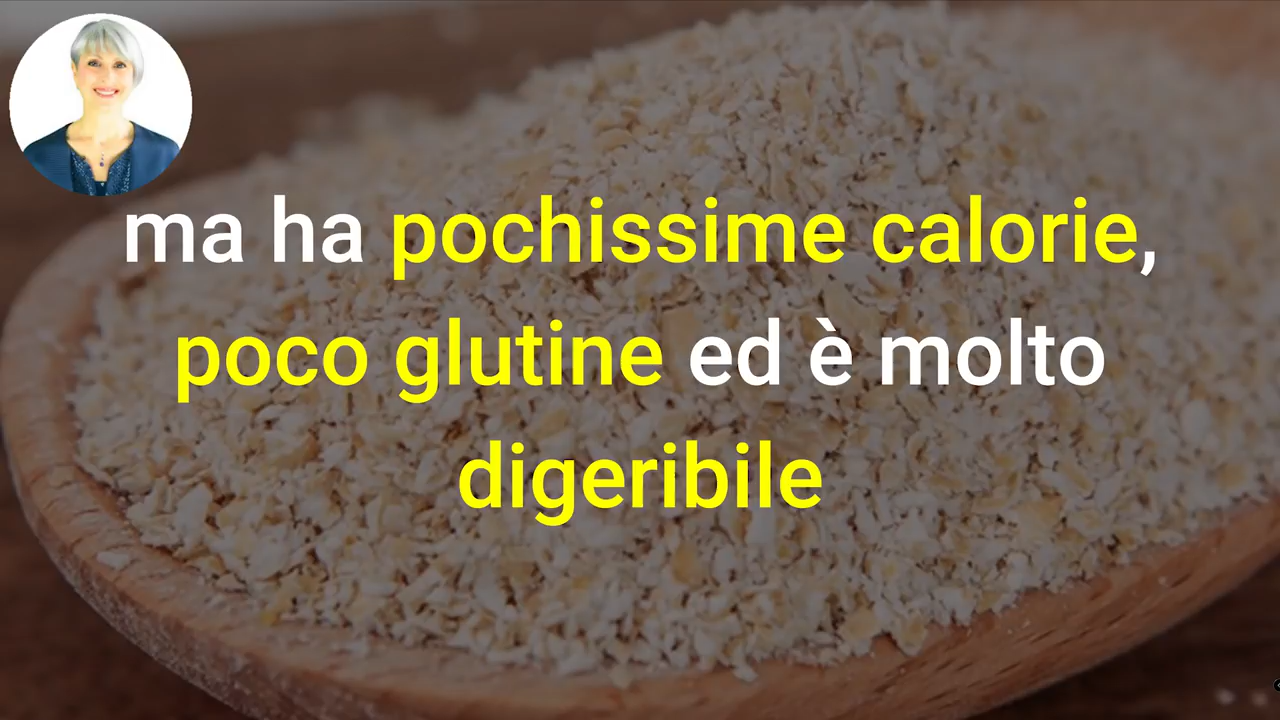 ma ha pochissime calorie,
poco glutine ed è molto
digeribile